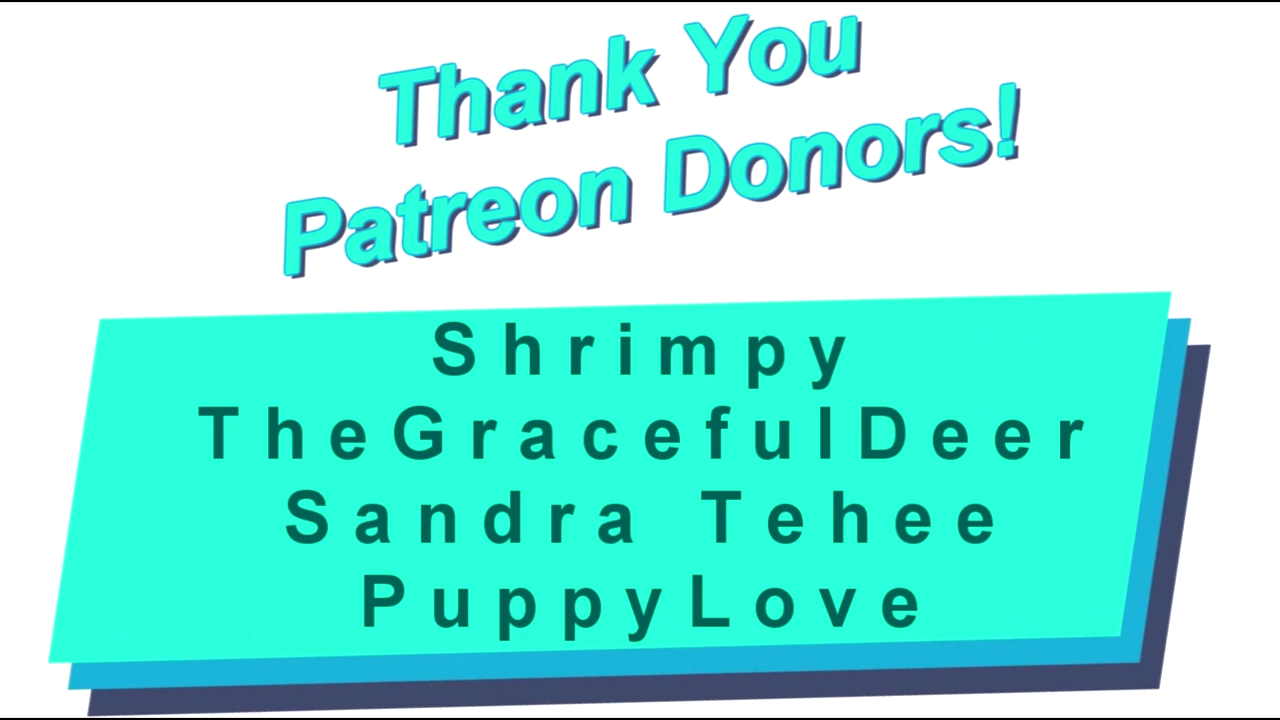 Thank You
Patreon Donors!
Shrimpy
TheGracefulDeer
Sandra Tehee
PuppyLove